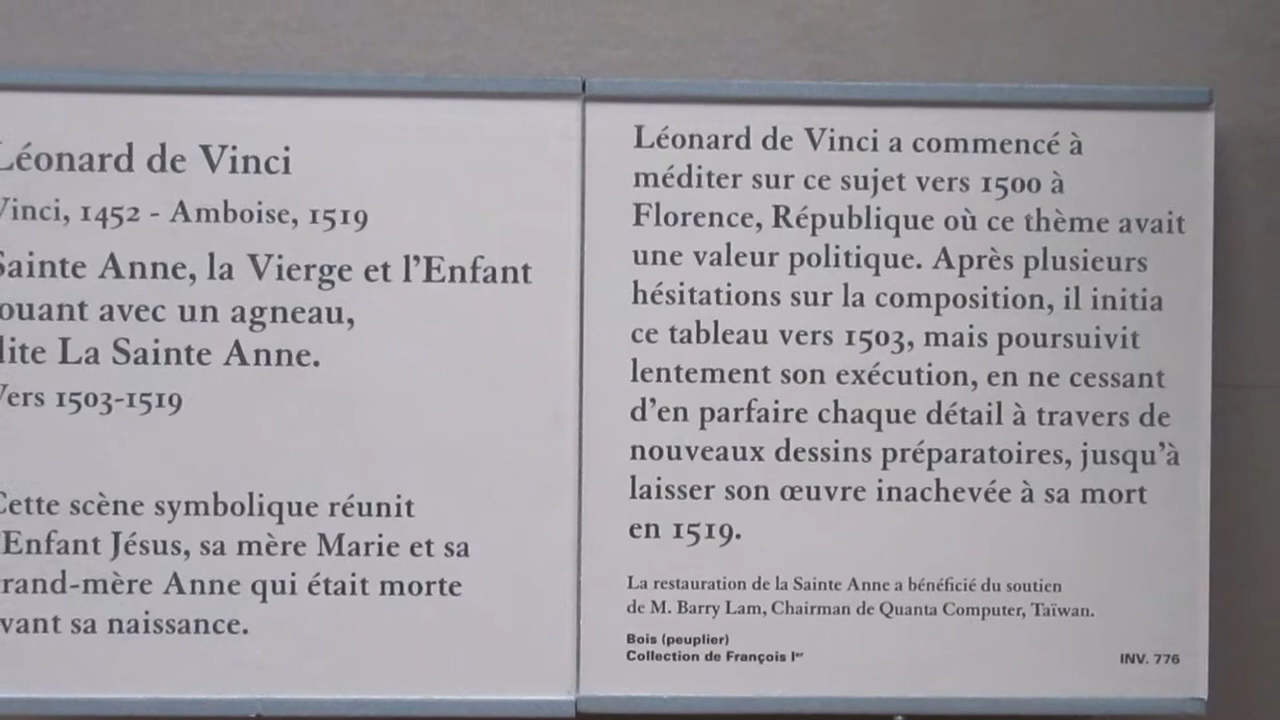 Léonard de Vinci
Vinci, 1452 - Amboise, 1519
Sainte Anne, la Vierge et l'Enfant
jouant avec un agneau,
dite La Sainte Anne.
Vers 1503-1519
Cette scène symbolique réunit
l'Enfant Jésus, sa mère Marie et sa
grand-mère Anne qui était morte
avant sa naissance.
Léonard de Vinci a commencé à
méditer sur ce sujet vers 1500 à
Florence, République où ce thème avait
une valeur politique. Après plusieurs
hésitations sur la composition, il initia
ce tableau vers 1503, mais poursuivit
lentement son exécution, en ne cessant
d'en parfaire chaque détail à travers de
nouveaux dessins préparatoires, jusqu'à
laisser son œuvre inachevée à sa mort
en 1519.
La restauration de la Sainte Anne a bénéficié du soutien
de M. Barry Lam, Chairman de Quanta Computer, Taïwan.
Bois (peuplier)
Collection de François Ier
INV. 776